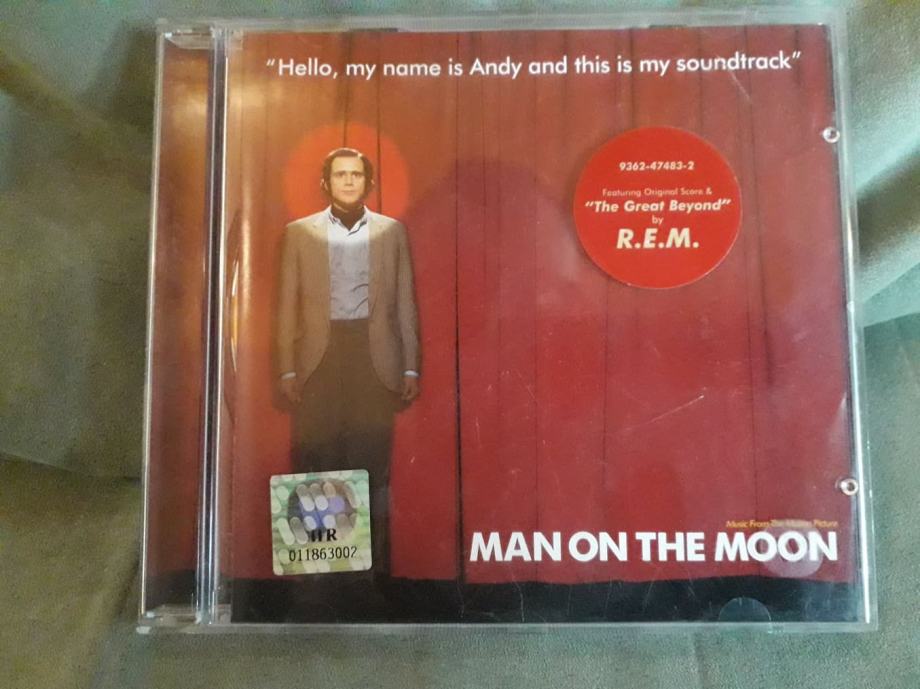 “Hello, my name is Andy and this is my soundtrack”
9362-47483-2
Featuring Original Score &
“The Great Beyond”
by
R.E.M.
Music From The Motion Picture
MAN ON THE MOON
HR
011863002